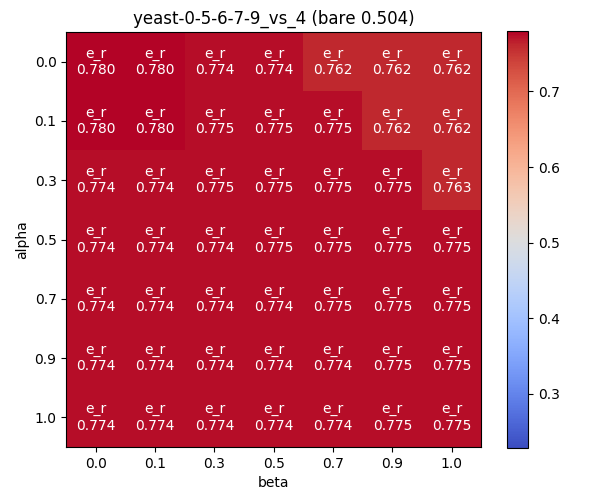 yeast-0-5-6-7-9_vs_4 (bare 0.504)
0.0 e_r e_r e_r e_r e_r e_r e_r
0.780 0.780 0.774 0.774 0.762 0.762 0.762
0.1 e_r e_r e_r e_r e_r e_r e_r
0.780 0.780 0.775 0.775 0.775 0.762 0.762
0.3 e_r e_r e_r e_r e_r e_r e_r
0.774 0.774 0.775 0.775 0.775 0.775 0.763
0.5 e_r e_r e_r e_r e_r e_r e_r
0.774 0.774 0.774 0.775 0.775 0.775 0.775
0.7 e_r e_r e_r e_r e_r e_r e_r
0.774 0.774 0.774 0.774 0.775 0.775 0.775
0.9 e_r e_r e_r e_r e_r e_r e_r
0.774 0.774 0.774 0.774 0.774 0.775 0.775
1.0 e_r e_r e_r e_r e_r e_r e_r
0.774 0.774 0.774 0.774 0.774 0.775 0.775
0.0 0.1 0.3 0.5 0.7 0.9 1.0
beta
alpha
0.7
0.6
0.5
0.4
0.3